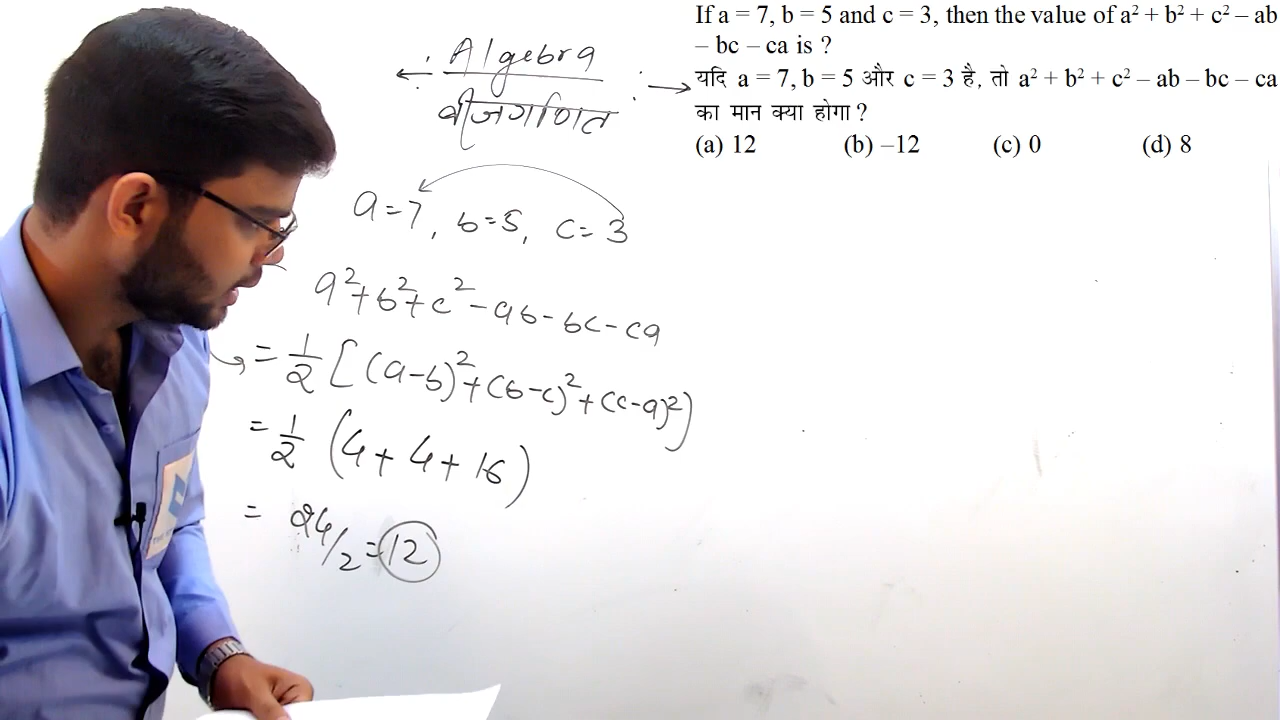 If a = 7, b = 5 and c = 3, then the value of a² + b² + c² – ab
– bc – ca is ?
यदि a = 7, b = 5 और c = 3 है, तो a² + b² + c² – ab – bc – ca
का मान क्या होगा ?
(a) 12 (b) –12 (c) 0 (d) 8
Algebra
बीजगणित
a=7, b=5, c=3
a²+b²+c²-ab-bc-ca
= 1/2 [(a-b)²+(b-c)²+(c-a)²)
= 1/2 (4+4+16)
= 24/2 = 12